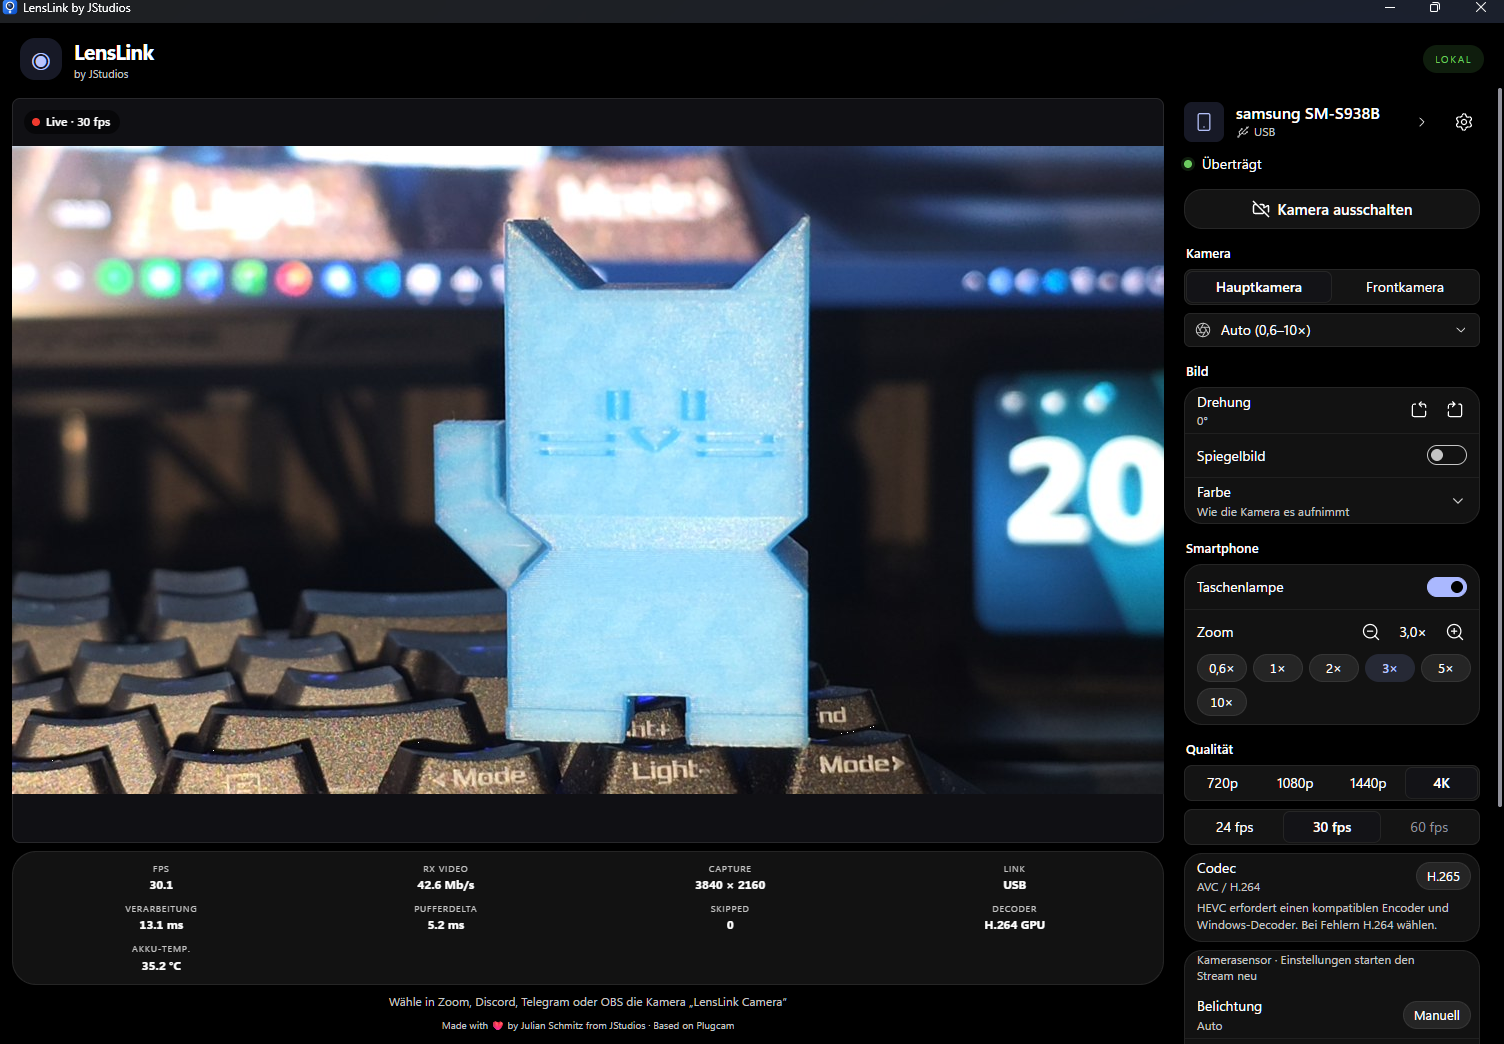 LensLink by JStudios
LensLink
by JStudios
LOKAL
Live · 30 fps
Light
Mode>
20
ht+
nd
<Mode
Light-
Mode>
samsung SM-S938B
USB
Überträgt
Kamera ausschalten
Kamera
Hauptkamera
Frontkamera
Auto (0,6–10×)
Bild
Drehung
0°
Spiegelbild
Farbe
Wie die Kamera es aufnimmt
Smartphone
Taschenlampe
Zoom
3,0×
0,6× 1× 2× 3× 5×
10×
Qualität
720p 1080p 1440p 4K
24 fps 30 fps 60 fps
Codec
AVC / H.264
H.265
HEVC erfordert einen kompatiblen Encoder und
Windows-Decoder. Bei Fehlern H.264 wählen.
Kamerasensor · Einstellungen starten den
Stream neu
Belichtung
Auto
Manuell
FPS
30.1
RX VIDEO
42.6 Mb/s
CAPTURE
3840 × 2160
LINK
USB
VERARBEITUNG
13.1 ms
PUFFERDELTA
5.2 ms
SKIPPED
0
DECODER
H.264 GPU
AKKU-TEMP.
35.2 °C
Wähle in Zoom, Discord, Telegram oder OBS die Kamera „LensLink Camera"
Made with ❤ by Julian Schmitz from JStudios · Based on Plugcam